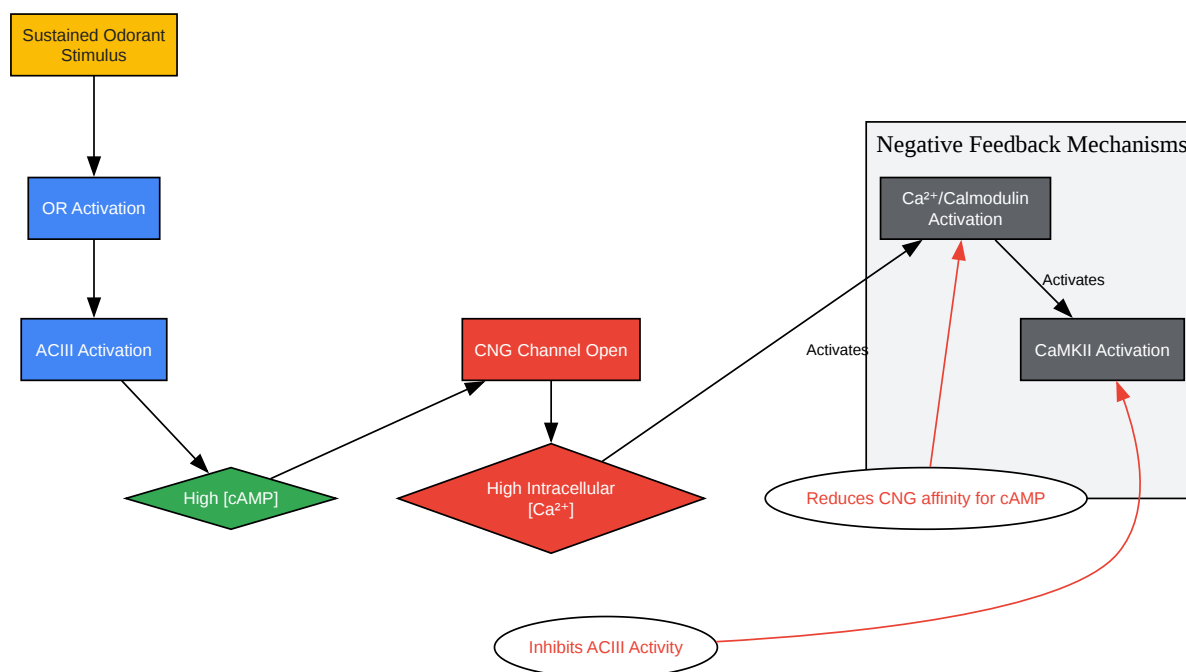 Sustained Odorant
Stimulus
Negative Feedback Mechanisms
OR Activation
Ca²⁺/Calmodulin
Activation
Activates
ACIII Activation
CNG Channel Open
Activates
CaMKII Activation
High [cAMP]
High Intracellular
[Ca²⁺]
Reduces CNG affinity for cAMP
Inhibits ACIII Activity